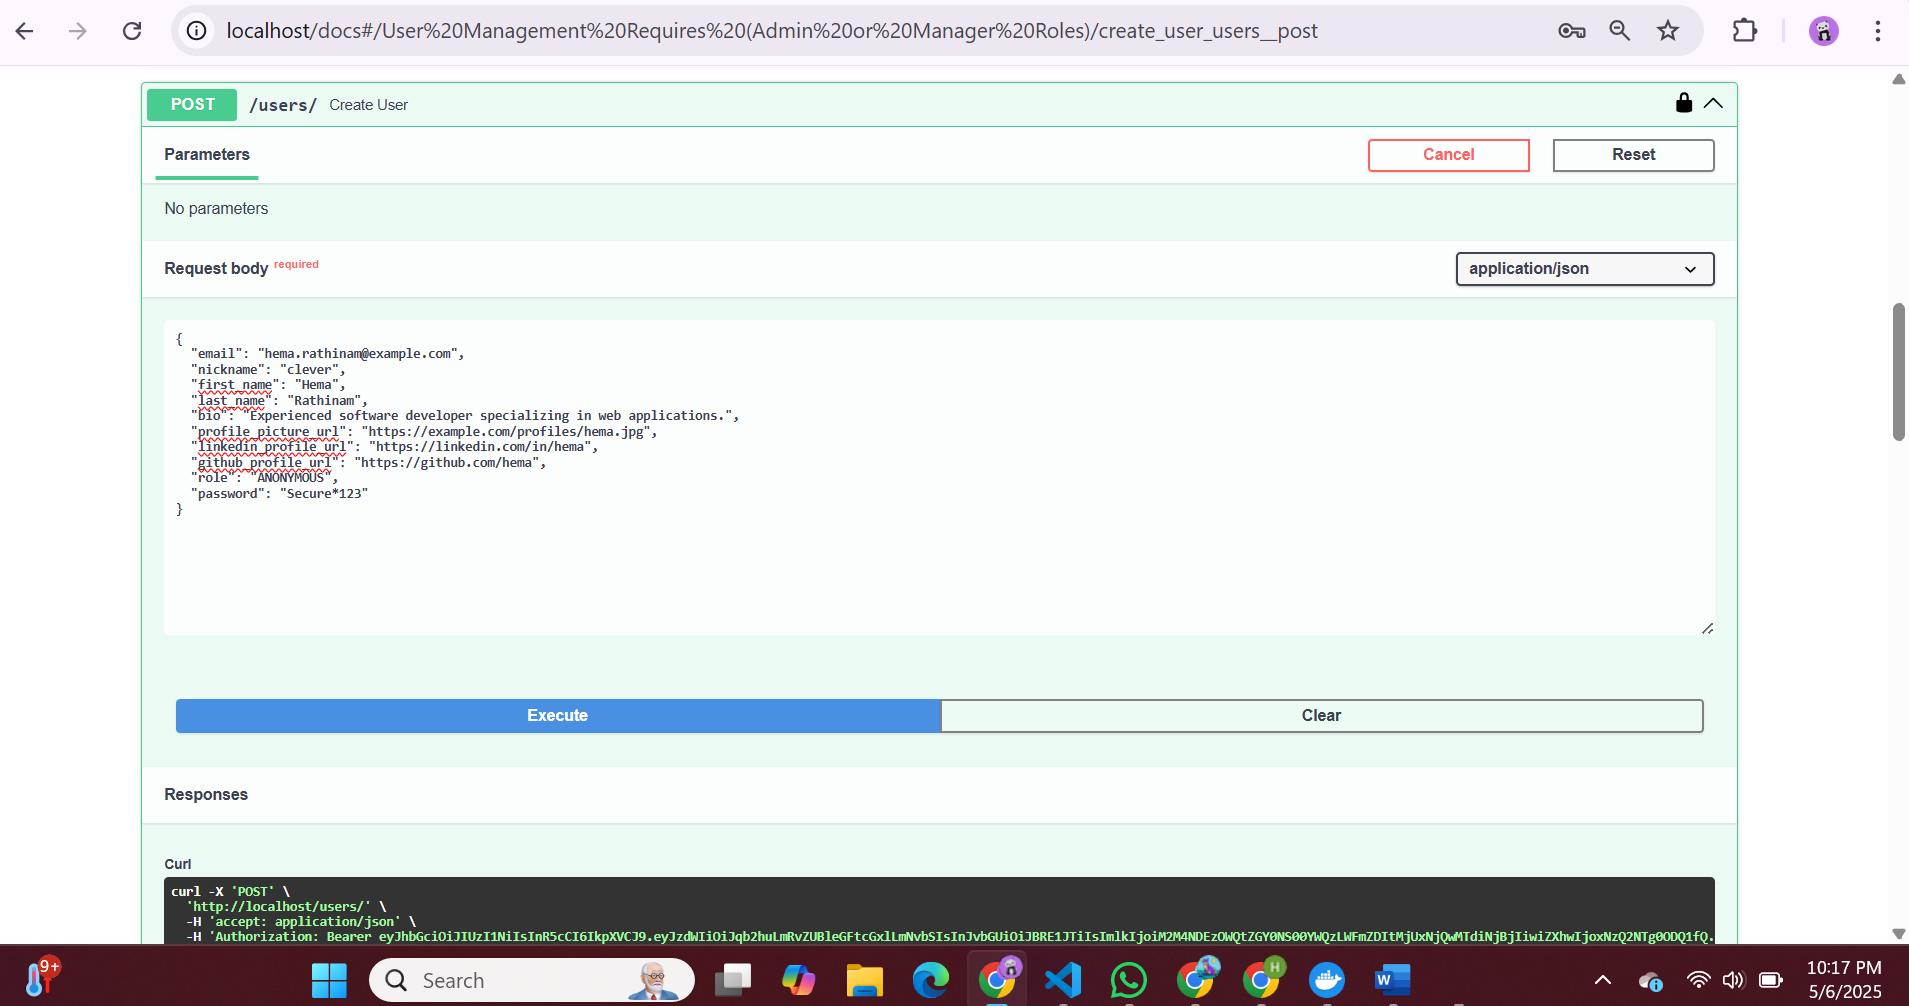 localhost/docs#/User%20Management%20Requires%20(Admin%20or%20Manager%20Roles)/create_user_users__post
POST /users/ Create User
Parameters
Cancel
Reset
No parameters
Request body required
application/json
{
"email": "hema.rathinam@example.com",
"nickname": "clever",
"first_name": "Hema",
"last_name": "Rathinam",
"bio": "Experienced software developer specializing in web applications.",
"profile_picture_url": "https://example.com/profiles/hema.jpg",
"linkedin_profile_url": "https://linkedin.com/in/hema",
"github_profile_url": "https://github.com/hema",
"role": "ANONYMOUS",
"password": "Secure*123"
}
Execute
Clear
Responses
Curl
curl -X 'POST' \
'http://localhost/users/' \
-H 'accept: application/json' \
-H 'Authorization: Bearer
9+
Search
H
W
10:17 PM
5/6/2025